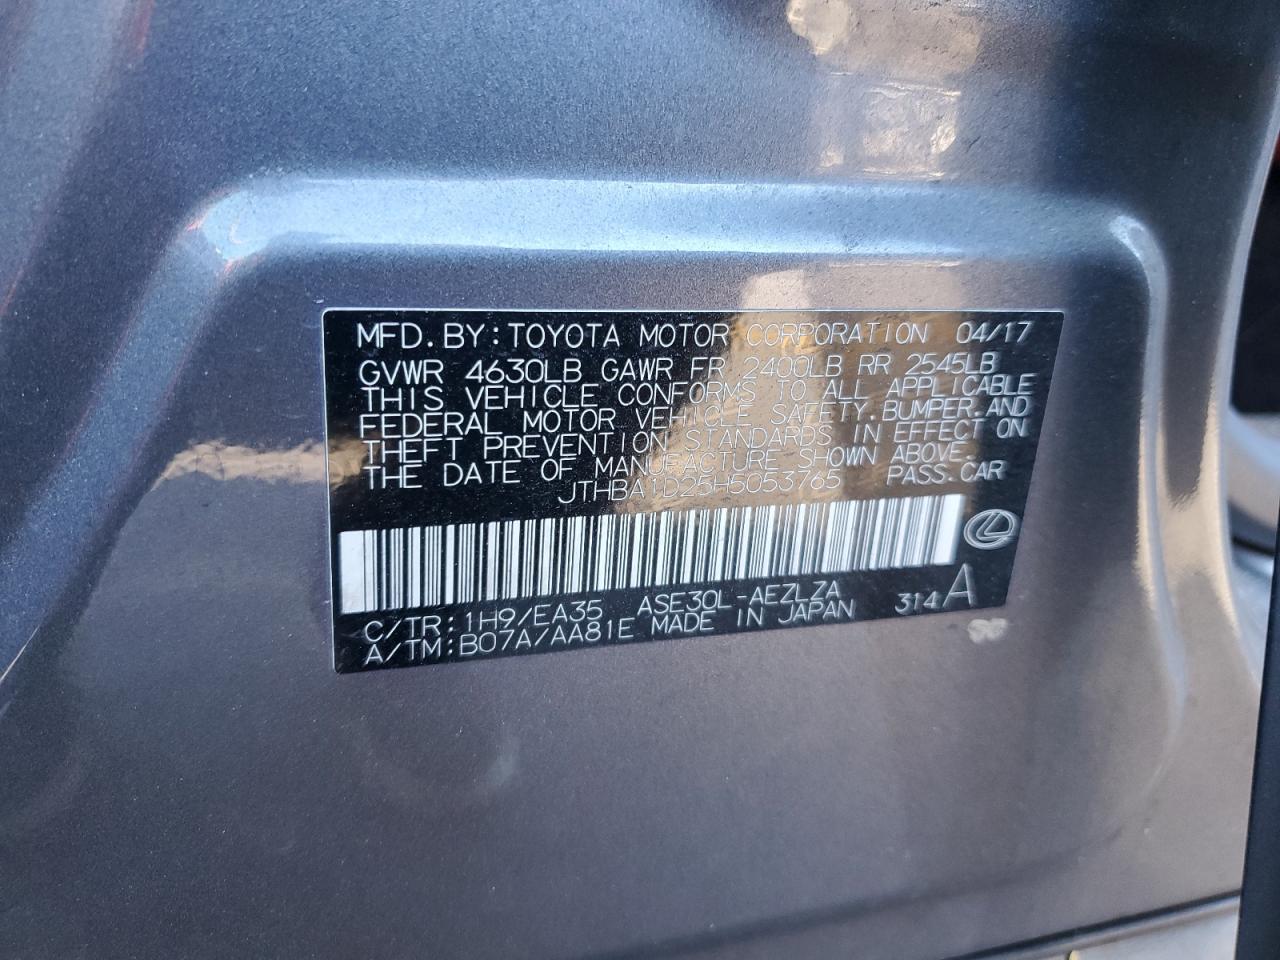 MFD. BY: TOYOTA MOTOR CORPORATION 04/17
GVWR 4630LB GAWR FR 2400LB RR 2545LB
THIS VEHICLE CONFORMS TO ALL APPLICABLE
FEDERAL MOTOR VEHICLE SAFETY, BUMPER, AND
THEFT PREVENTION STANDARDS IN EFFECT ON
THE DATE OF MANUFACTURE SHOWN ABOVE.
JTHBA1D25H5053765 PASS. CAR
C/TR: 1H9/EA35 ASE30L-AEZLZA 314 A
A/TM: B07A/AA81E MADE IN JAPAN